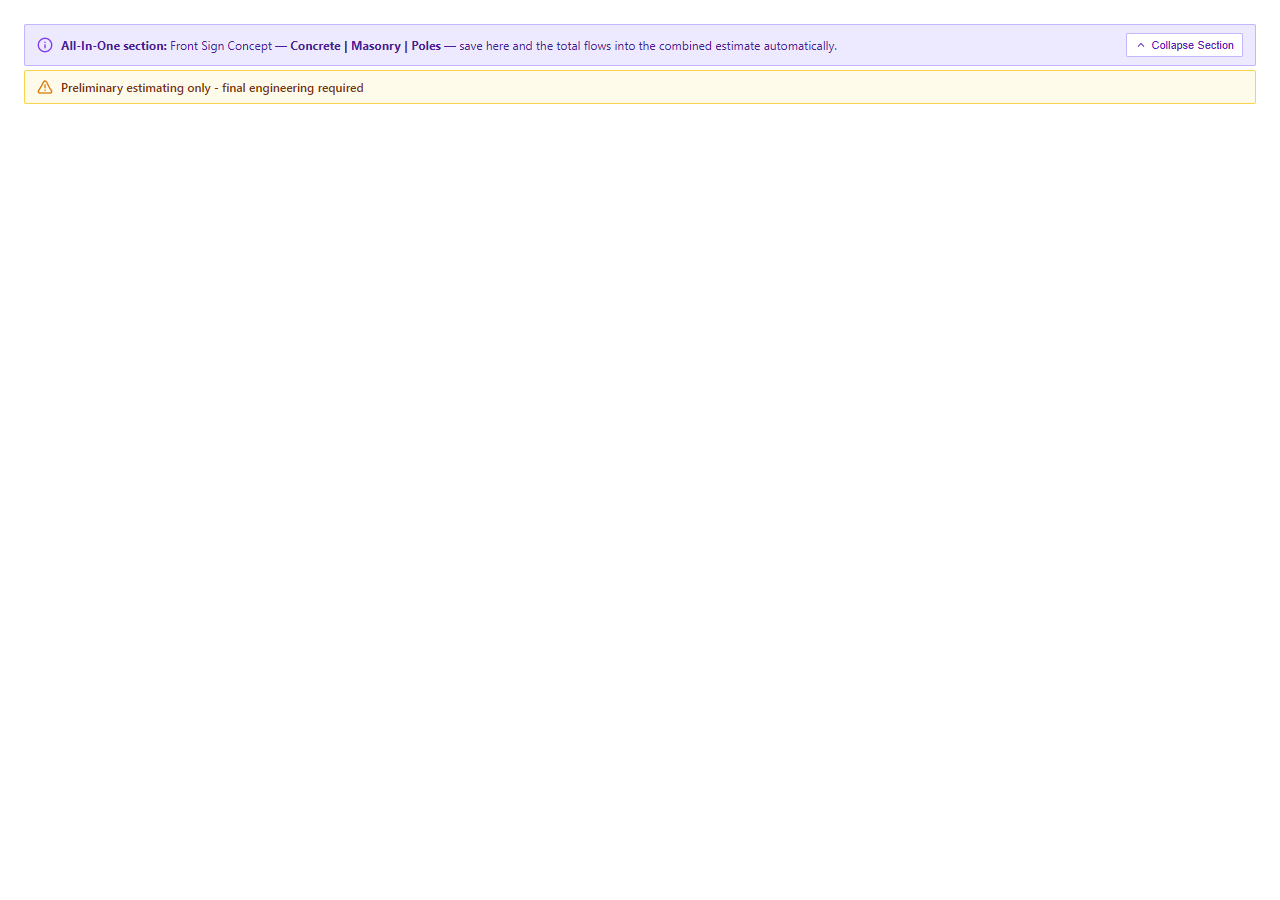 All-In-One section: Front Sign Concept — Concrete | Masonry | Poles — save here and the total flows into the combined estimate automatically.
Collapse Section
Preliminary estimating only - final engineering required